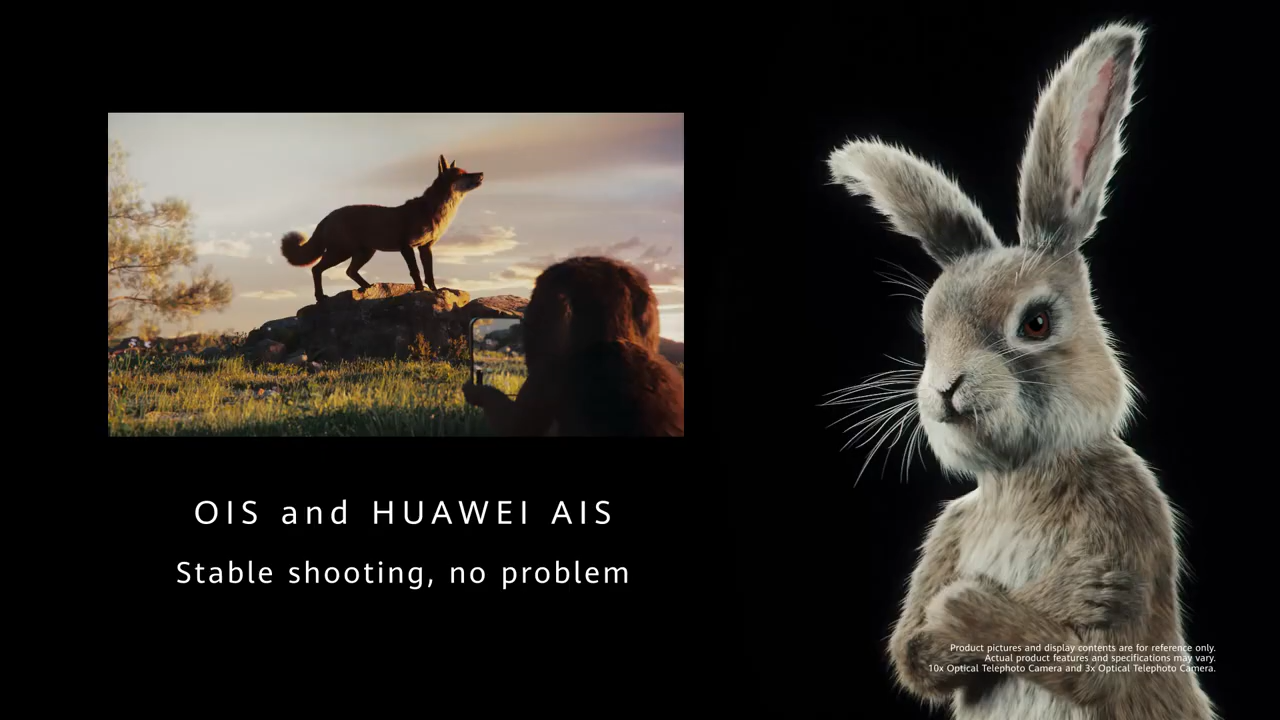 OIS and HUAWEI AIS
Stable shooting, no problem
Product pictures and display contents are for reference only.
Actual product features and specifications may vary.
10x Optical Telephoto Camera and 3x Optical Telephoto Camera.